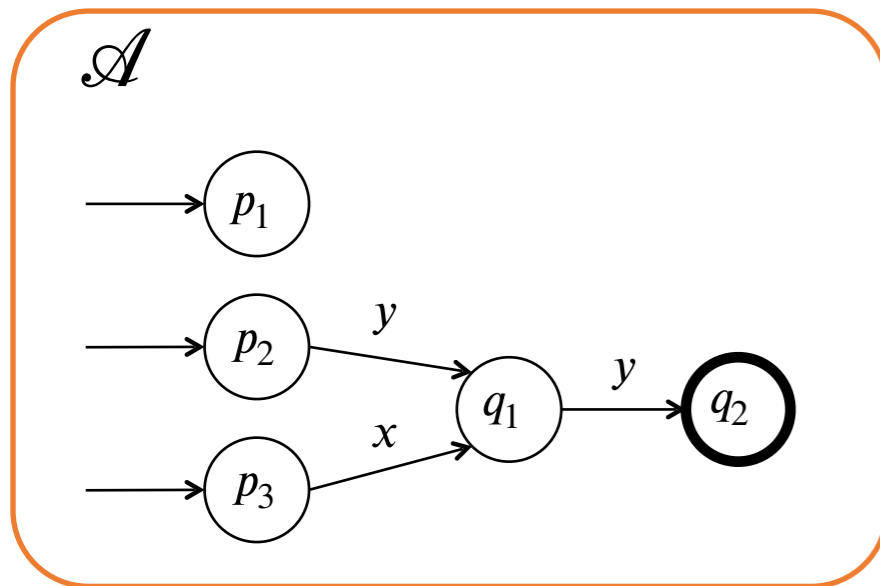 𝒜
p₁
y
p₂
y
q₁
q₂
x
p₃